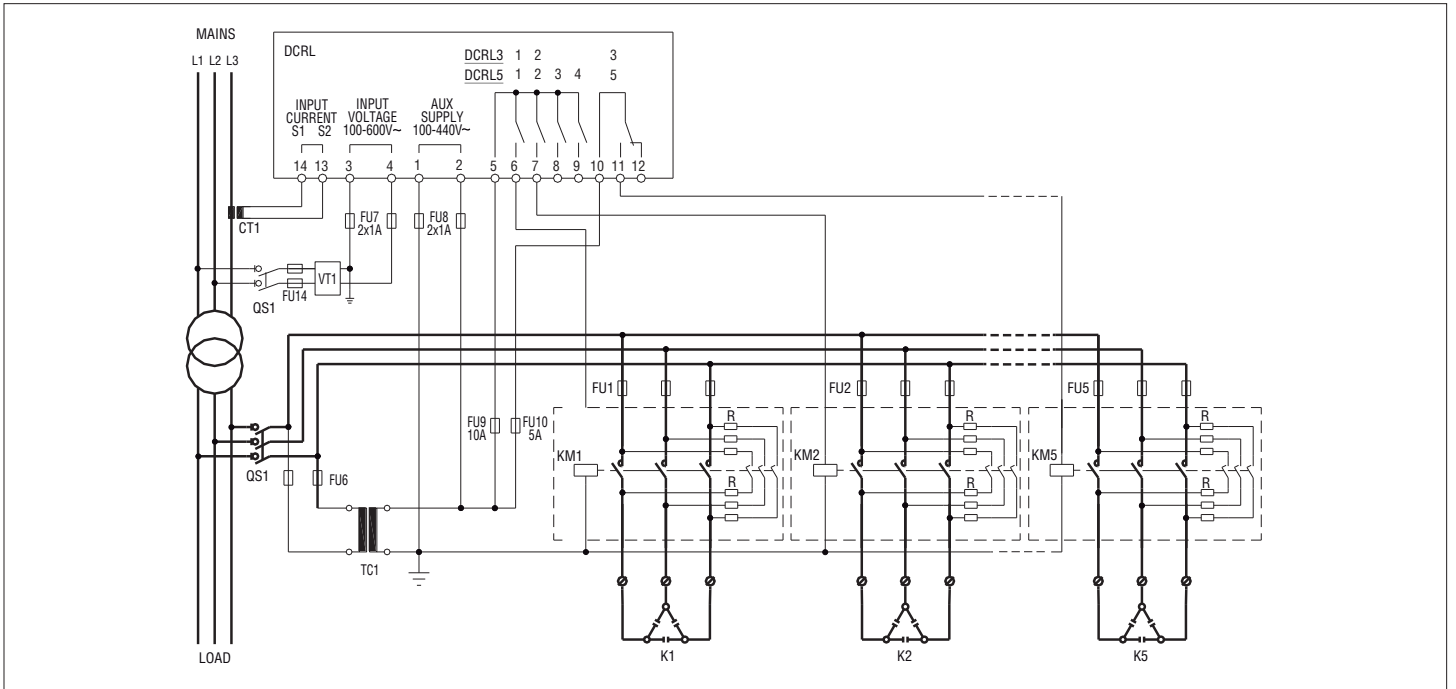 MAINS
L1 L2 L3
DCRL
DCRL3 1 2 3
DCRL5 1 2 3 4 5
INPUT CURRENT
S1 S2
INPUT VOLTAGE
100-600V~
AUX SUPPLY
100-440V~
14 13 3 4 1 2 5 6 7 8 9 10 11 12
CT1
FU7
2x1A
FU8
2x1A
VT1
FU14
QS1
FU1
FU2
FU5
FU9
10A
FU10
5A
R
R
R
KM1
KM2
KM5
QS1
FU6
R
R
R
TC1
LOAD
K1
K2
K5